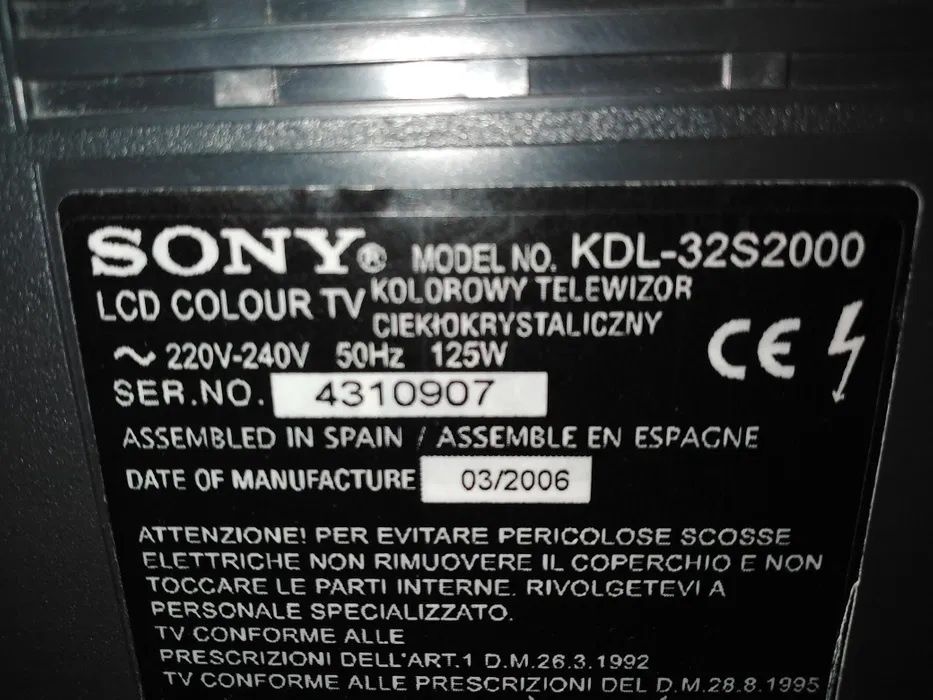 SONY® MODEL NO. KDL-32S2000
LCD COLOUR TV KOLOROWY TELEWIZOR
CIEKŁOKRYSTALICZNY
~ 220V-240V 50Hz 125W
CE
SER.NO. 4310907
ASSEMBLED IN SPAIN / ASSEMBLE EN ESPAGNE
DATE OF MANUFACTURE 03/2006
ATTENZIONE! PER EVITARE PERICOLOSE SCOSSE
ELETTRICHE NON RIMUOVERE IL COPERCHIO E NON
TOCCARE LE PARTI INTERNE. RIVOLGETEVI A
PERSONALE SPECIALIZZATO.
TV CONFORME ALLE
PRESCRIZIONI DELL'ART.1 D.M.26.3.1992
TV CONFORME ALLE PRESCRIZIONI DEL D.M.28.8.1995